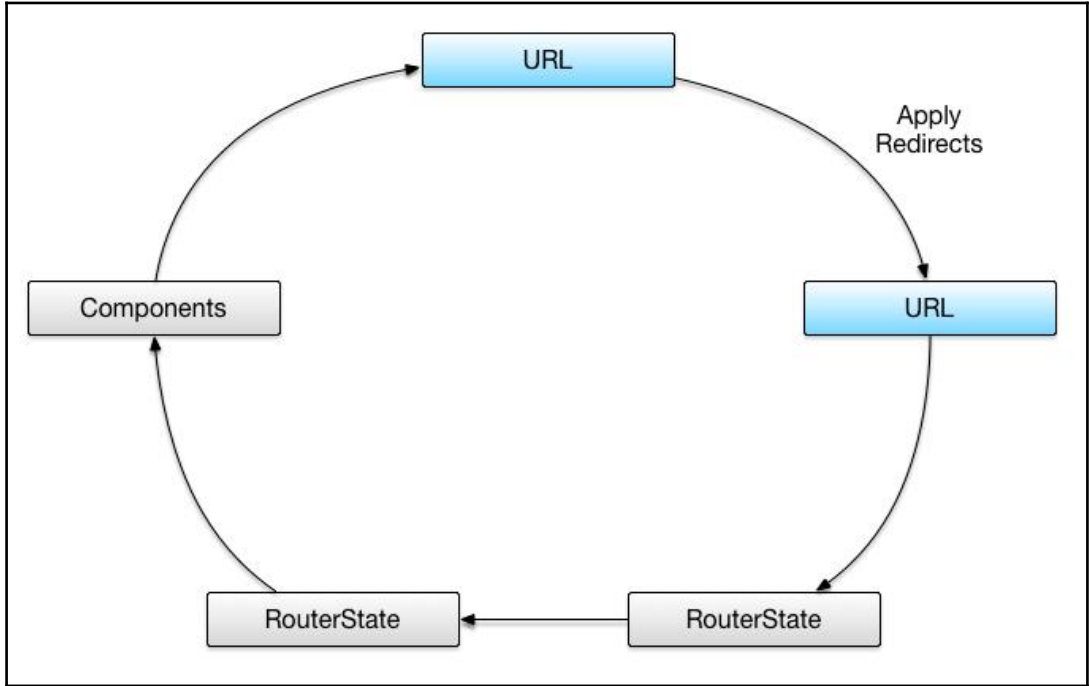 URL
Apply
Redirects
Components
URL
RouterState
RouterState